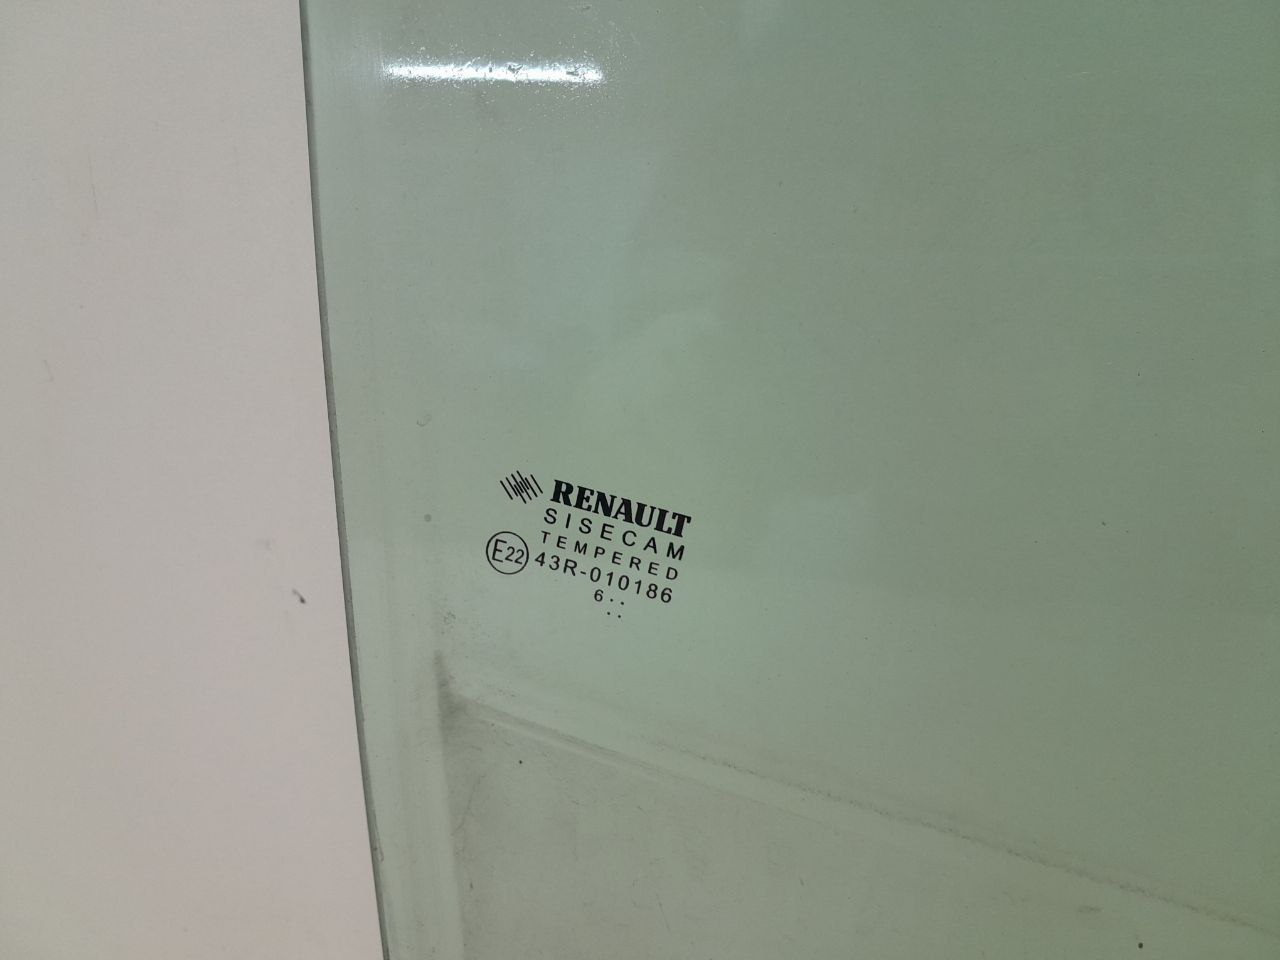 RENAULT
SISECAM
TEMPERED
E22 43R-010186
6..
..